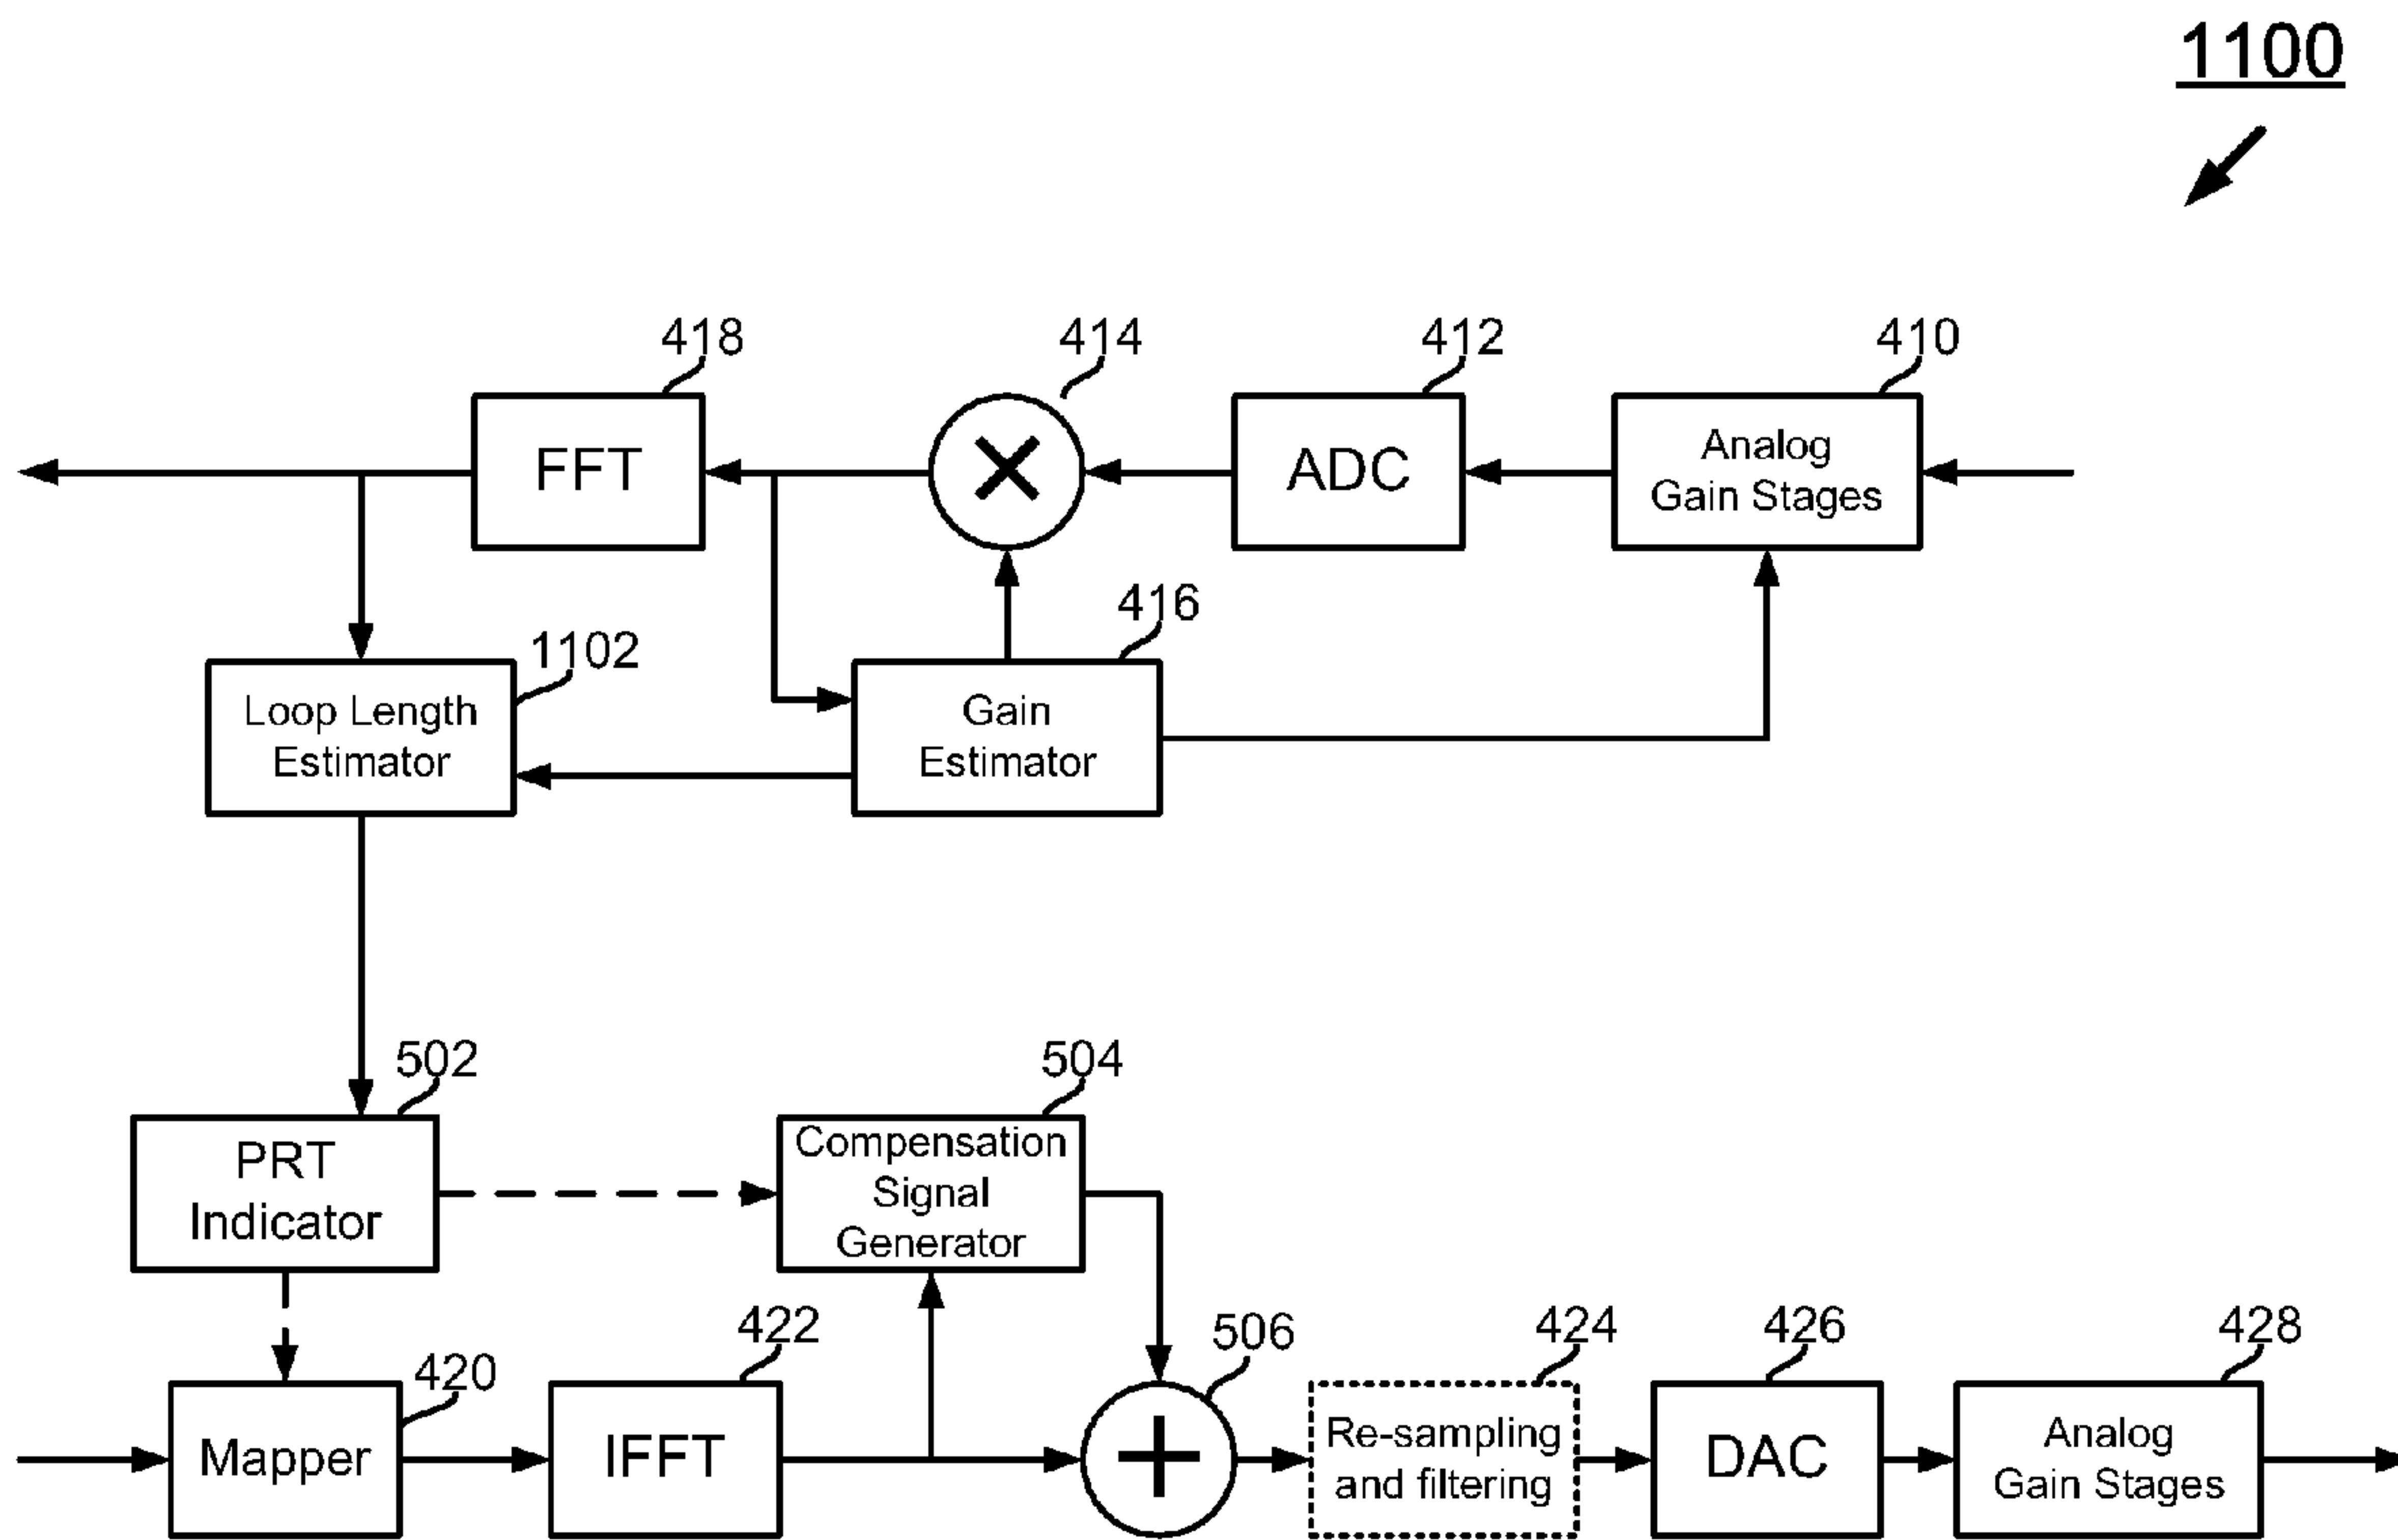 1100
418
414
412
410
FFT
ADC
Analog
Gain Stages
416
1102
Loop Length
Estimator
Gain
Estimator
502
504
PRT
Indicator
Compensation
Signal
Generator
420
422
506
424
426
428
Mapper
IFFT
Re-sampling
and filtering
DAC
Analog
Gain Stages